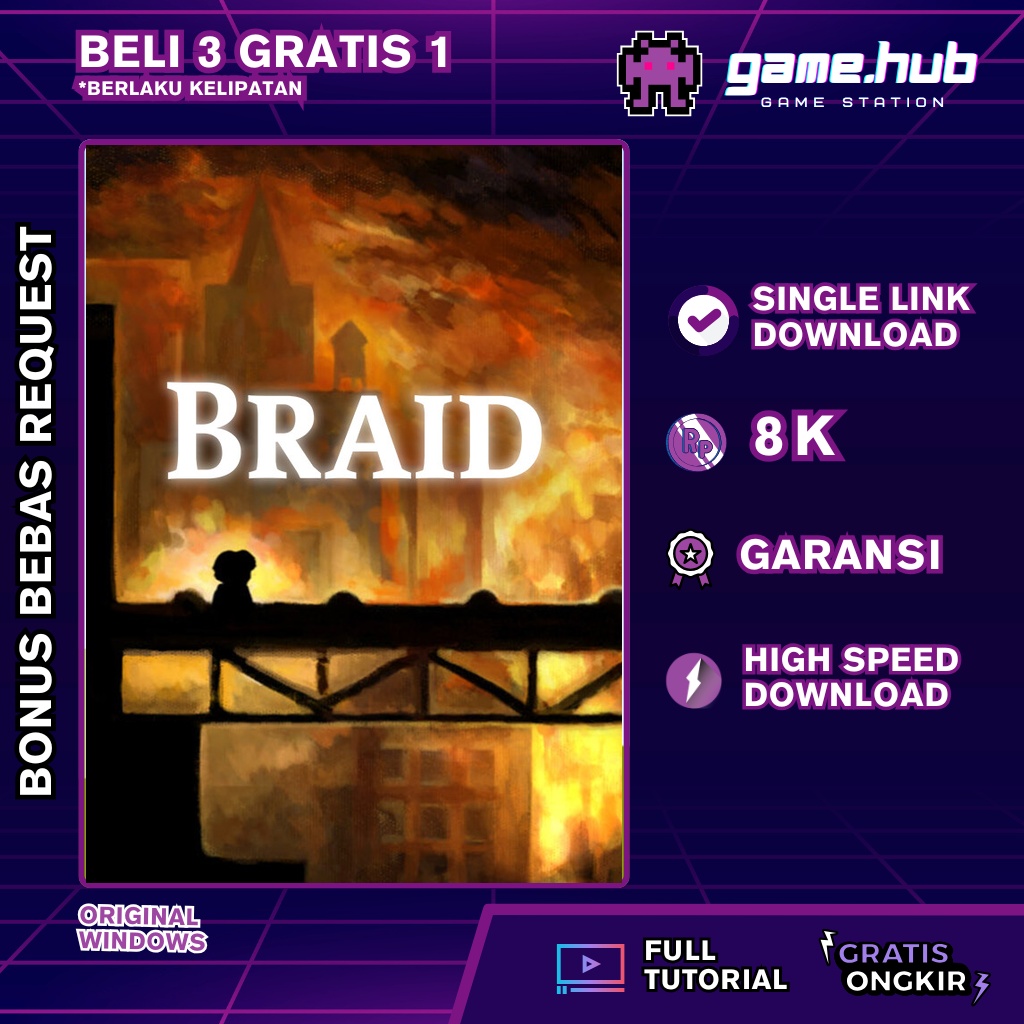 BELI 3 GRATIS 1
*BERLAKU KELIPATAN
game.hub
GAME STATION
BONUS BEBAS REQUEST
BRAID
SINGLE LINK
DOWNLOAD
Rp
8K
GARANSI
HIGH SPEED
DOWNLOAD
ORIGINAL
WINDOWS
FULL
TUTORIAL
GRATIS
ONGKIR